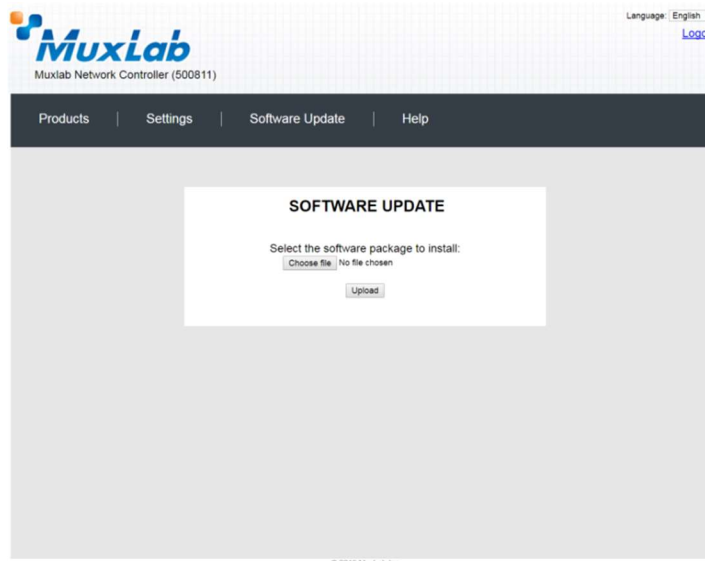 Language: English
Logo
MuxLab
Muxlab Network Controller (500811)
Products | Settings | Software Update | Help
SOFTWARE UPDATE
Select the software package to install:
Choose file No file chosen
Upload